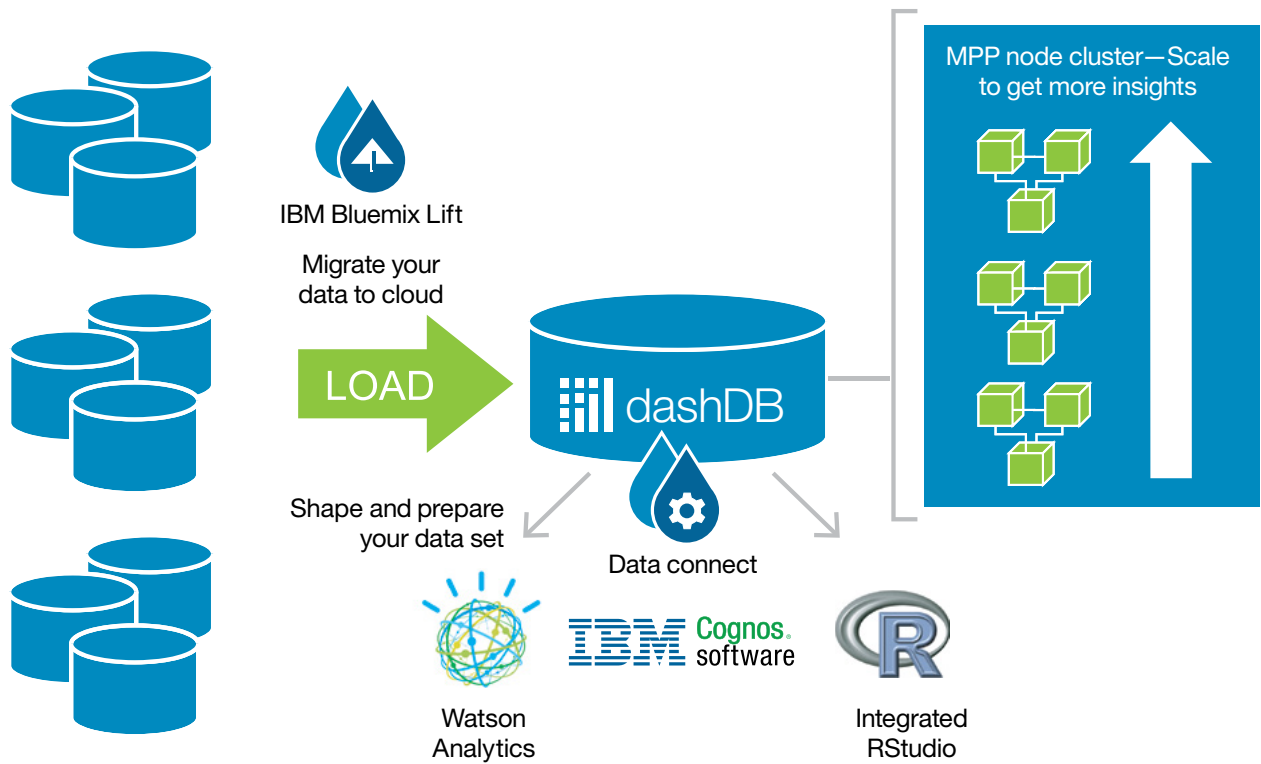 MPP node cluster—Scale
to get more insights
IBM Bluemix Lift
Migrate your
data to cloud
LOAD
dashDB
Shape and prepare
your data set
Data connect
IBM Cognos®
software
R
Watson
Analytics
Integrated
RStudio